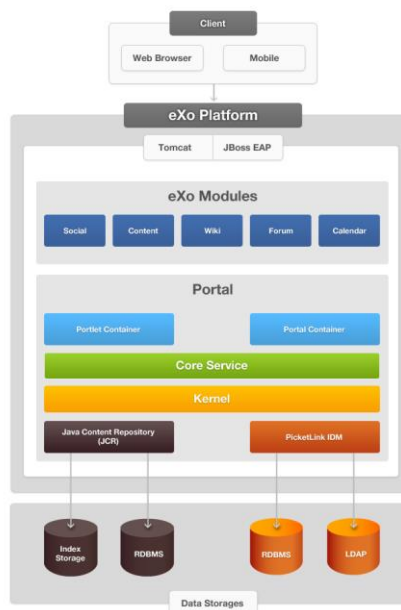 Client
Web Browser
Mobile
eXo Platform
Tomcat
JBoss EAP
eXo Modules
Social
Content
Wiki
Forum
Calendar
Portal
Portlet Container
Portal Container
Core Service
Kernel
Java Content Repository
(JCR)
PicketLink IDM
Index
Storage
RDBMS
RDBMS
LDAP
Data Storages